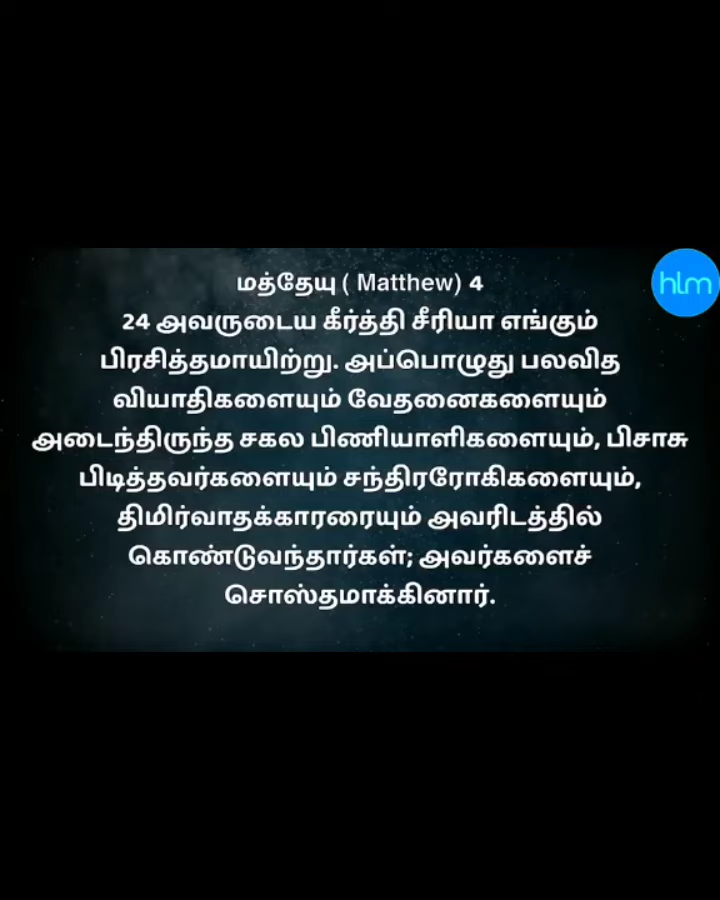 மத்தேயு ( Matthew) 4
hlm
24 அவருடைய கீர்த்தி சீரியா எங்கும்
பிரசித்தமாயிற்று. அப்பொழுது பலவித
வியாதிகளையும் வேதனைகளையும்
அடைந்திருந்த சகல பிணியாளிகளையும், பிசாசு
பிடித்தவர்களையும் சந்திரரோகிகளையும்,
திமிர்வாதக்காரரையும் அவரிடத்தில்
கொண்டுவந்தார்கள்; அவர்களைச்
சொஸ்தமாக்கினார்.